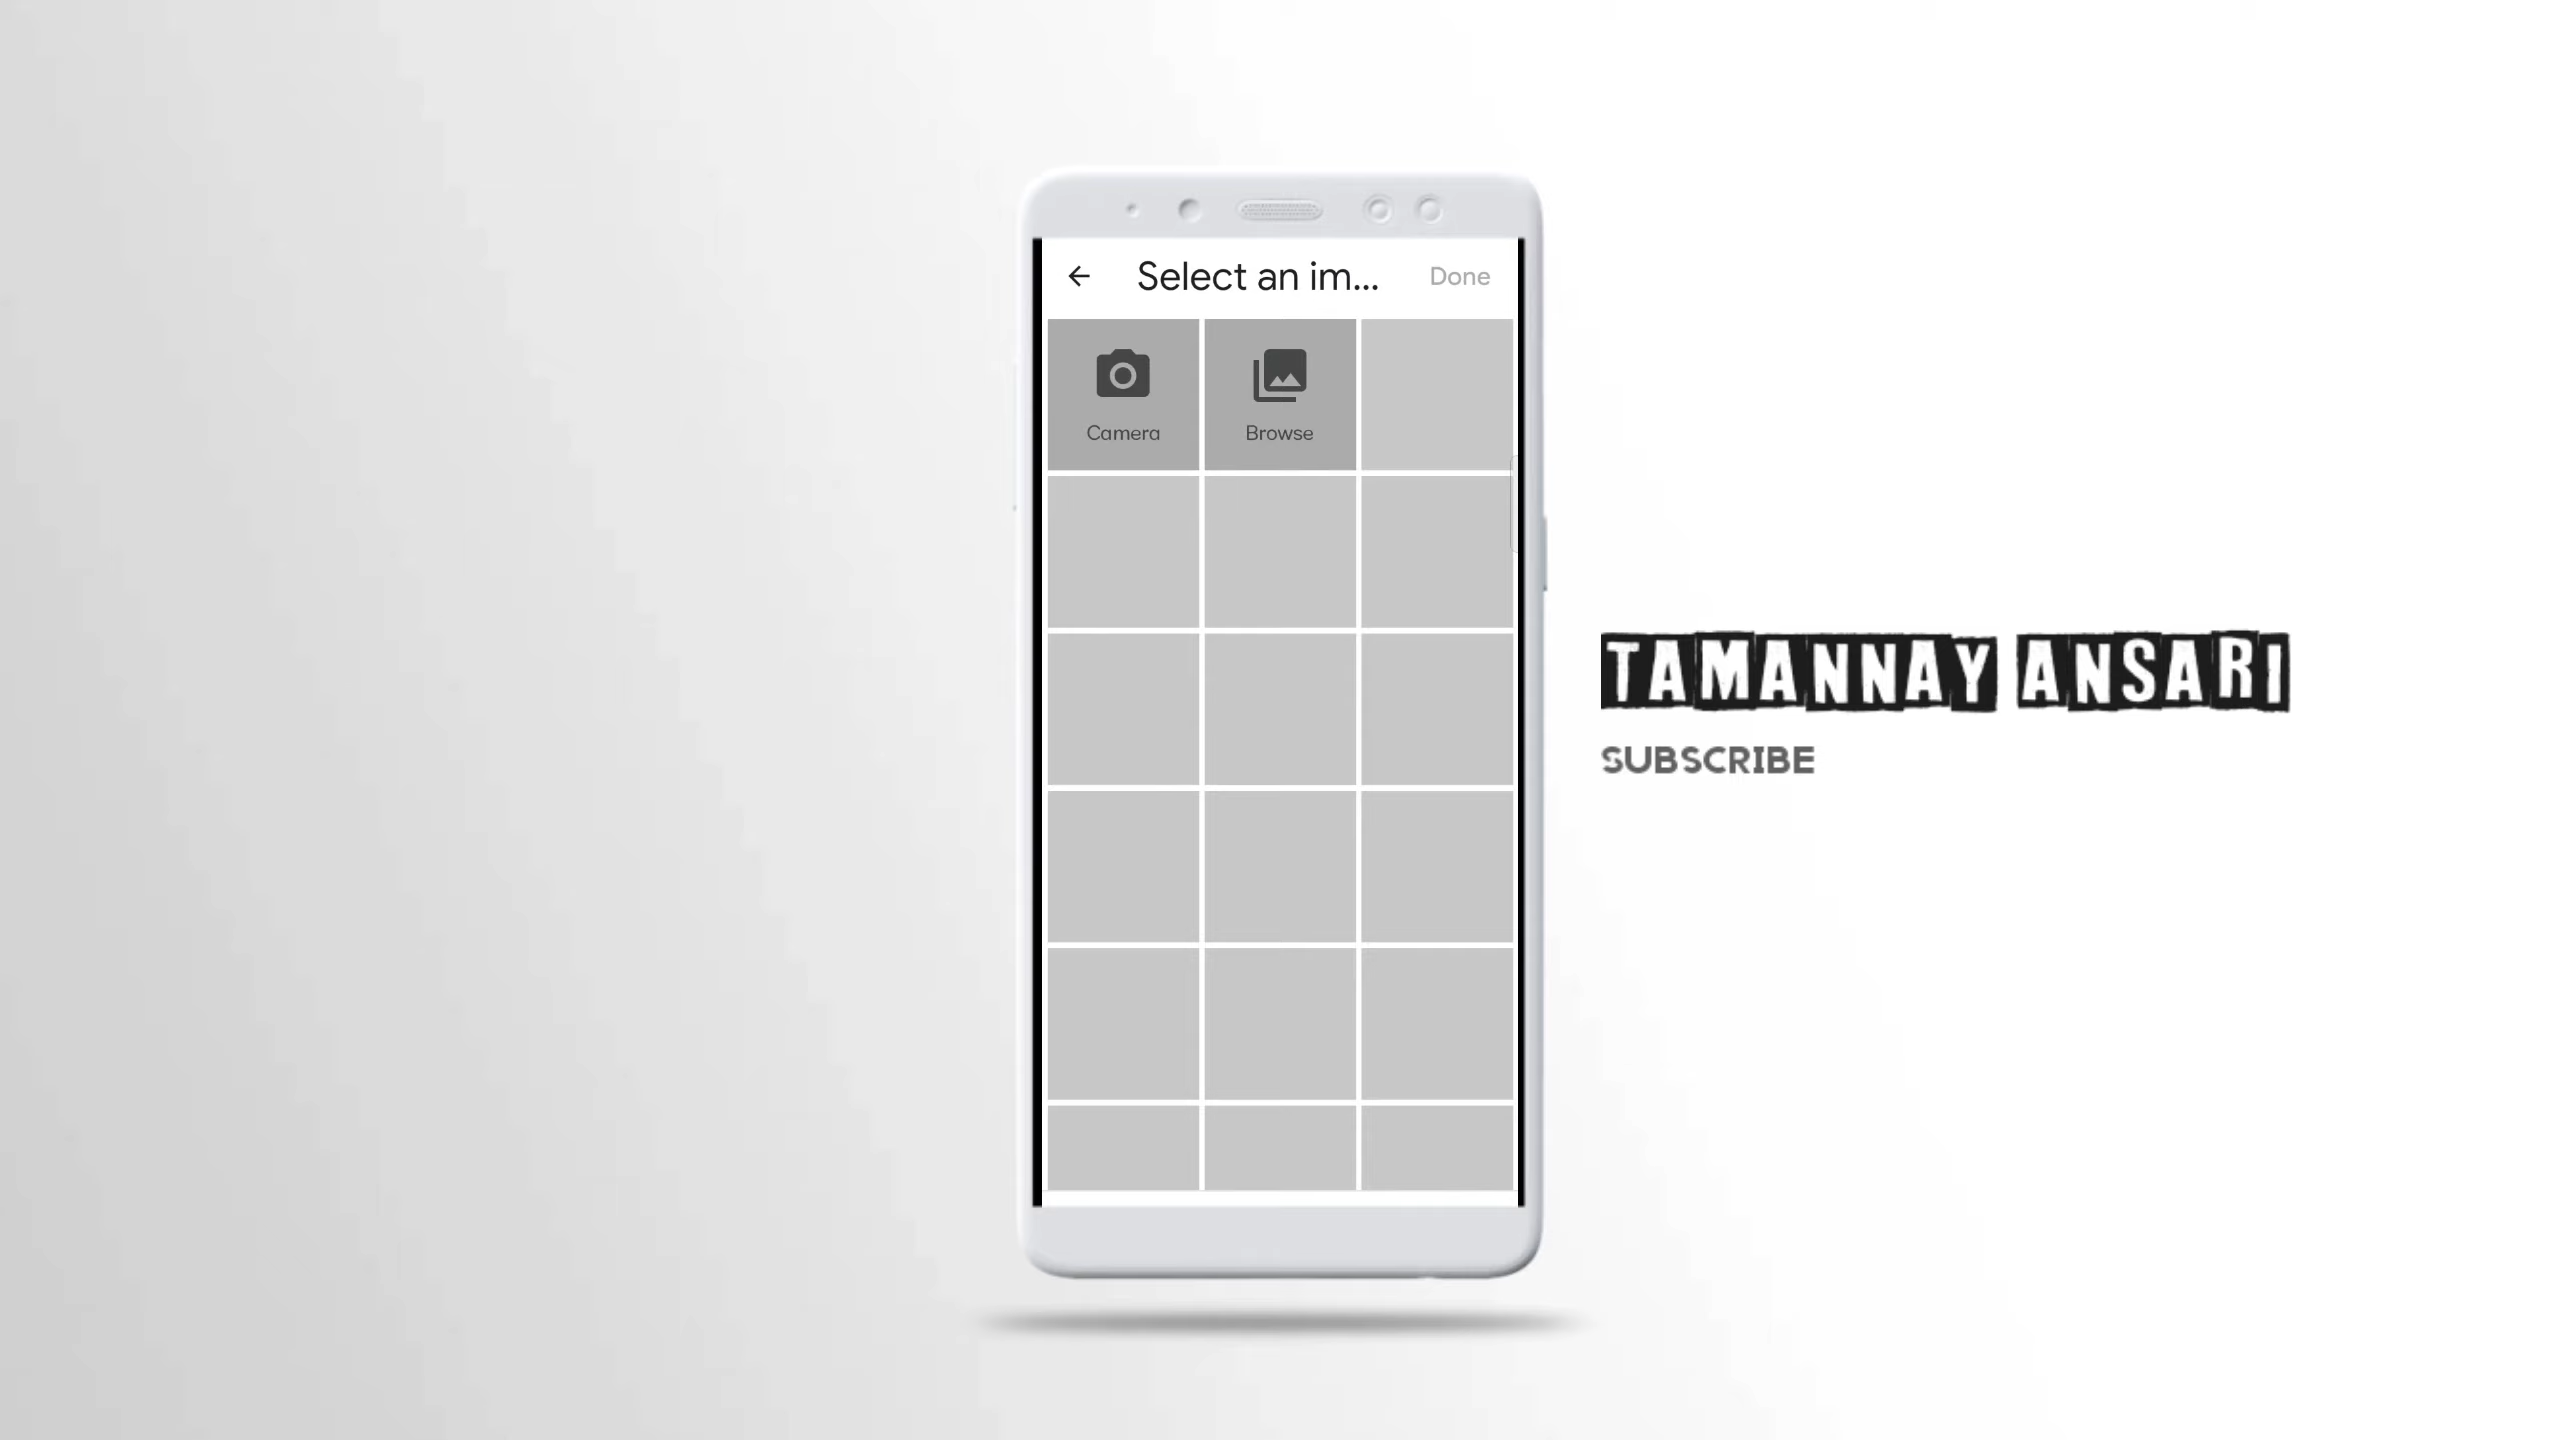 Select an im...
Done
Camera
Browse
TAMANNAY ANSARI
SUBSCRIBE